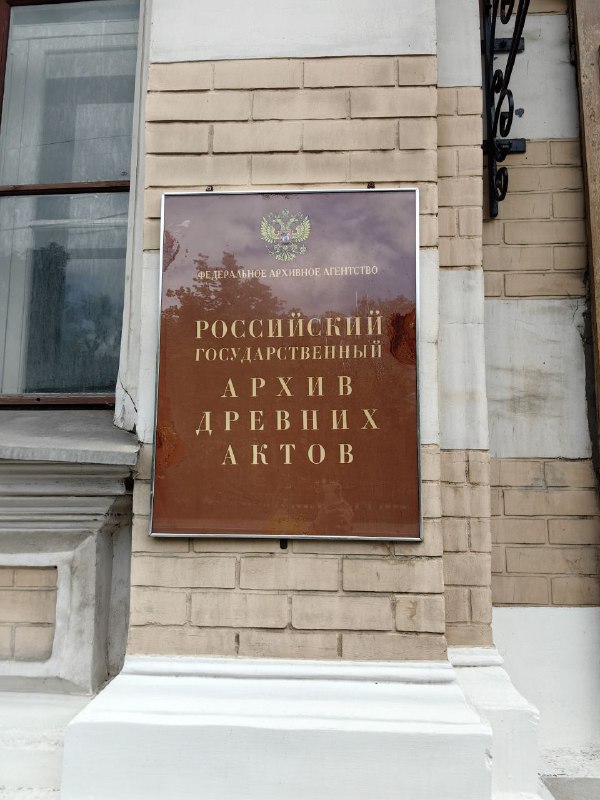 ФЕДЕРАЛЬНОЕ АРХИВНОЕ АГЕНТСТВО
РОССИЙСКИЙ
ГОСУДАРСТВЕННЫЙ
АРХИВ
ДРЕВНИХ
АКТОВ